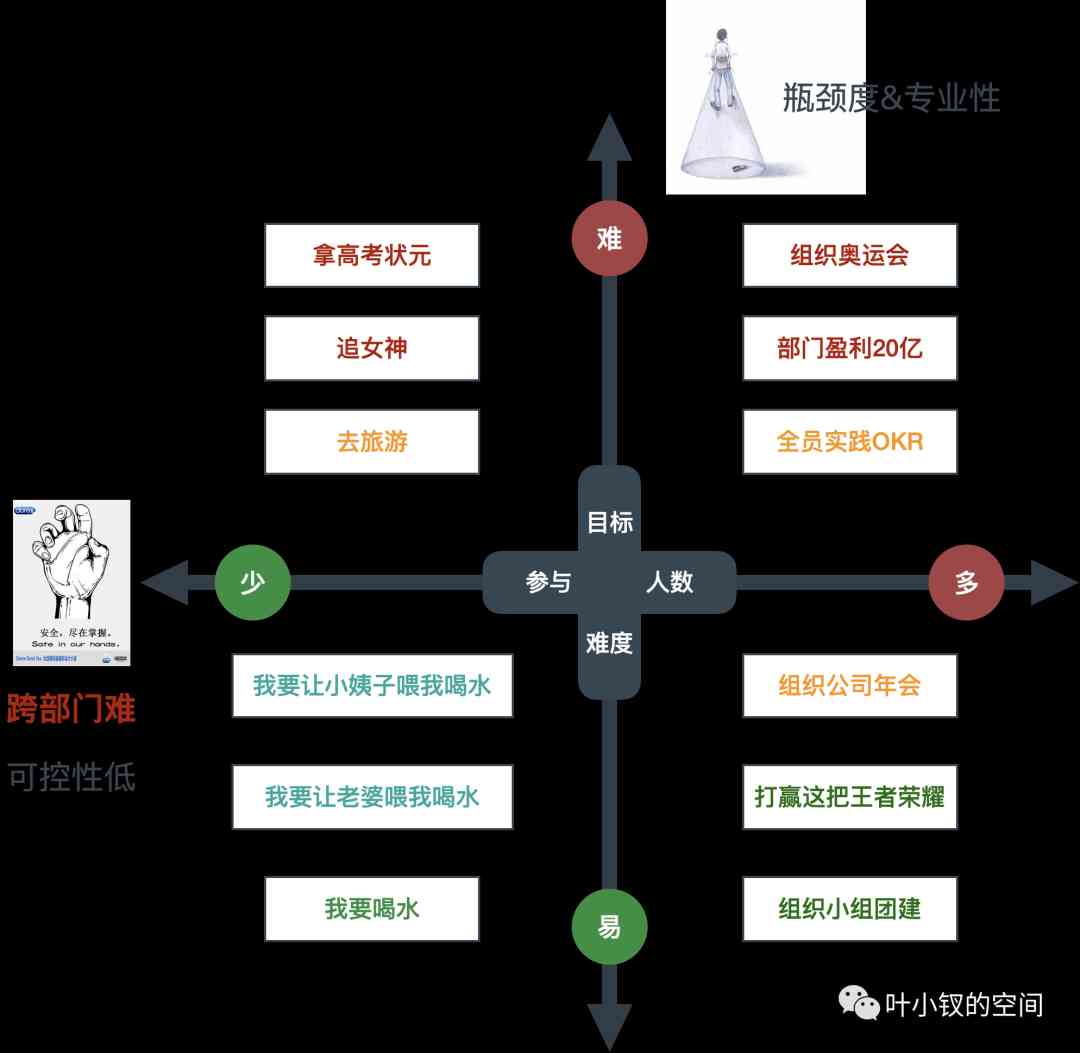 瓶颈度&专业性
难
拿高考状元
组织奥运会
追女神
部门盈利20亿
去旅游
全员实践OKR
目标
少
参与
人数
多
难度
安全，尽在掌握。
Safe in our hands.
跨部门难
可控性低
我要让小姨子喂我喝水
组织公司年会
我要让老婆喂我喝水
打赢这把王者荣耀
我要喝水
组织小组团建
易
叶小钗的空间